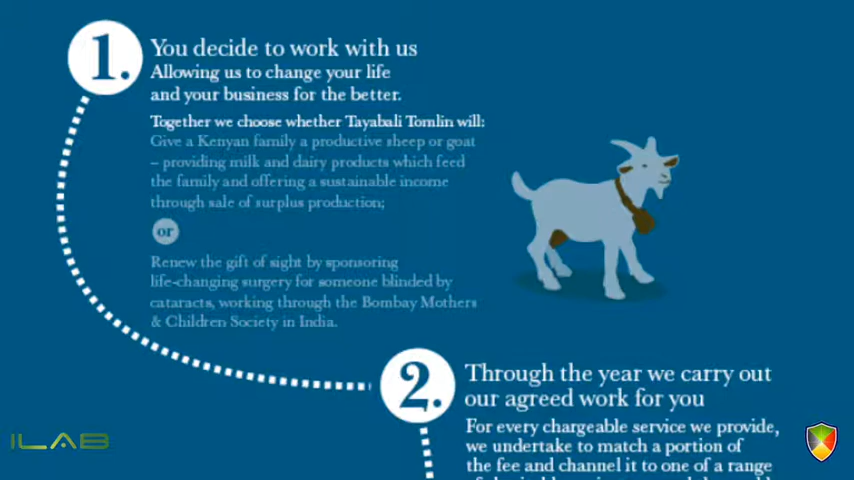 1.
You decide to work with us
Allowing us to change your life
and your business for the better.
Together we choose whether Tayabali Tomlin will:
Give a Kenyan family a productive sheep or goat
– providing milk and dairy products which feed
the family and offering a sustainable income
through sale of surplus production;
or
Renew the gift of sight by sponsoring
life-changing surgery for someone blinded by
cataracts, working through the Bombay Mothers
& Children Society in India.
2.
Through the year we carry out
our agreed work for you
For every chargeable service we provide,
we undertake to match a portion of
the fee and channel it to one of a range
ILAB